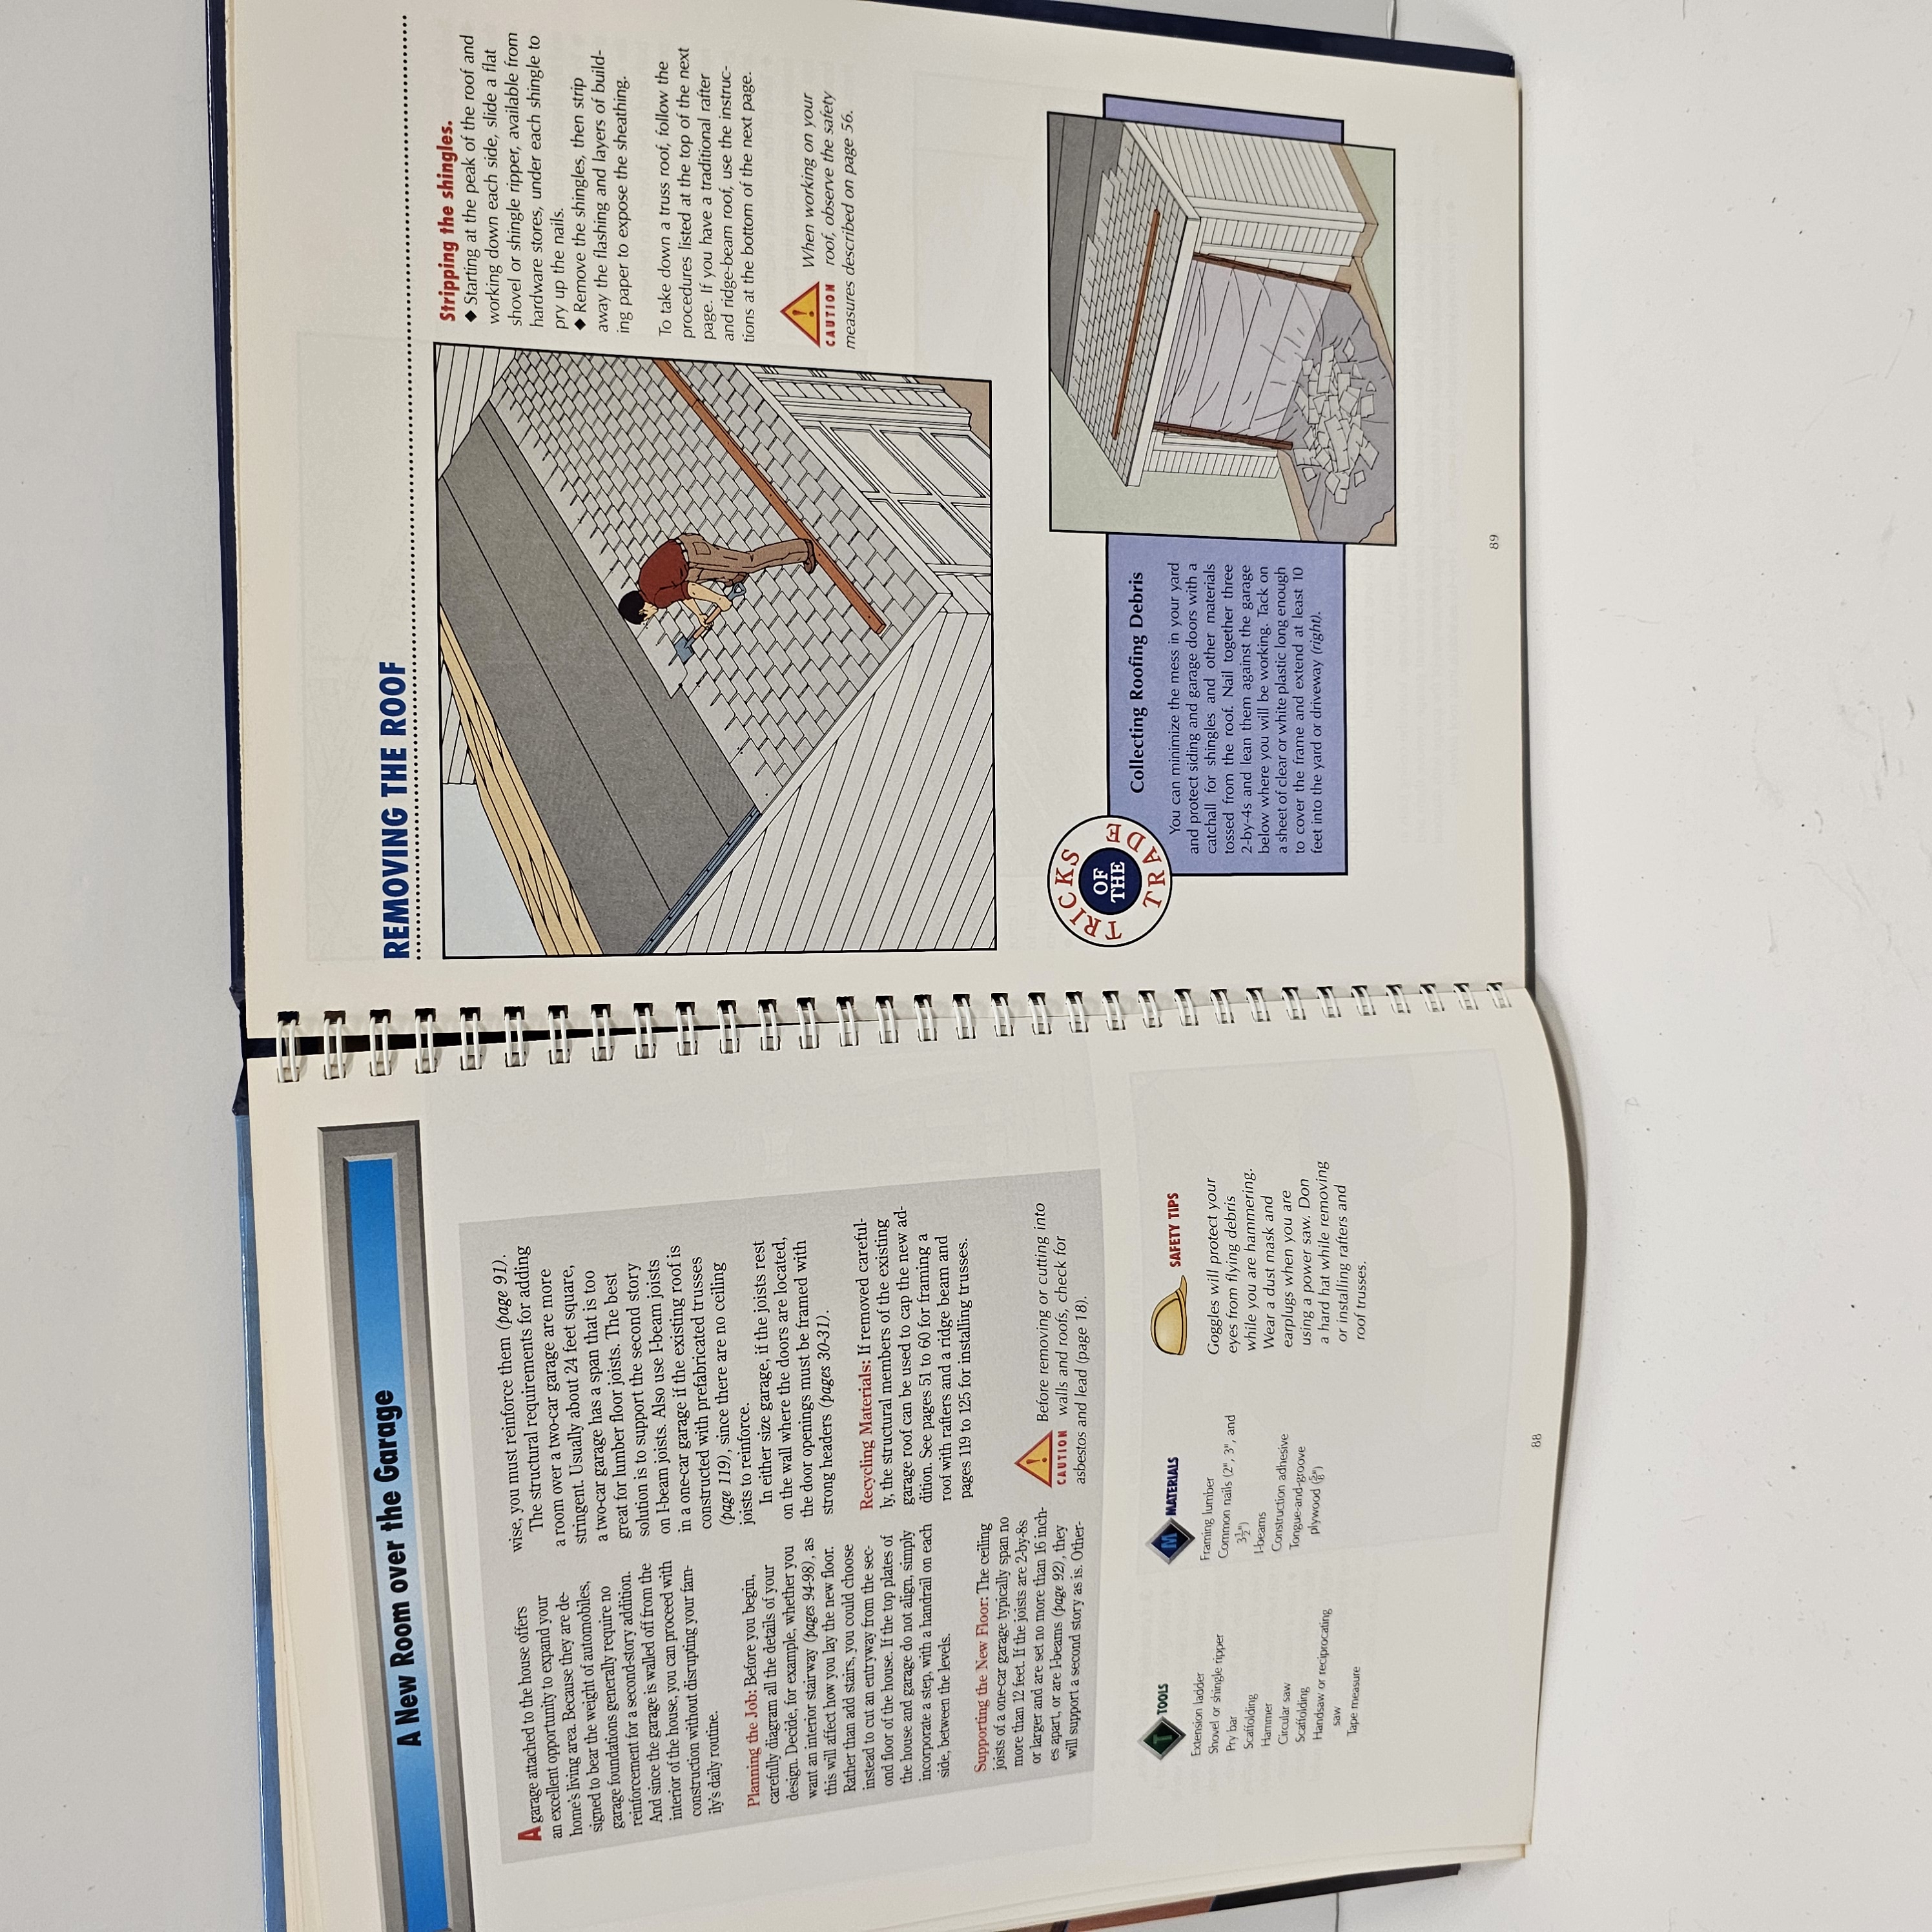 A New Room over the Garage
A garage attached to the house offers
an excellent opportunity to expand your
home's living area. Because they are de-
signed to bear the weight of automobiles,
garage foundations generally require no
reinforcement for a second-story addition.
And since the garage is walled off from the
interior of the house, you can proceed with
construction without disrupting your fam-
ily's daily routine.
Planning the Job: Before you begin,
carefully diagram all the details of your
design. Decide, for example, whether you
want an interior stairway (pages 94-98), as
this will affect how you lay the new floor.
Rather than add stairs, you could choose
instead to cut an entryway from the sec-
ond floor of the house. If the top plates of
the house and garage do not align, simply
incorporate a step, with a handrail on each
side, between the levels.
Supporting the New Floor: The ceiling
joists of a one-car garage typically span no
more than 12 feet. If the joists are 2-by-8s
or larger and are set no more than 16 inch-
es apart, or are I-beams (page 92), they
will support a second story as is. Other-
wise, you must reinforce them (page 91).
The structural requirements for adding
a room over a two-car garage are more
stringent. Usually about 24 feet square,
a two-car garage has a span that is too
great for lumber floor joists. The best
solution is to support the second story
on I-beam joists. Also use I-beam joists
in a one-car garage if the existing roof is
constructed with prefabricated trusses
(page 119), since there are no ceiling
joists to reinforce.
In either size garage, if the joists rest
on the wall where the doors are located,
the door openings must be framed with
strong headers (pages 30-31).
Recycling Materials: If removed careful-
ly, the structural members of the existing
garage roof can be used to cap the new ad-
dition. See pages 51 to 60 for framing a
roof with rafters and a ridge beam and
pages 119 to 125 for installing trusses.
! CAUTION
Before removing or cutting into
walls and roofs, check for
asbestos and lead (page 18).
T TOOLS
Extension ladder
Shovel or shingle ripper
Pry bar
Scaffolding
Hammer
Circular saw
Scaffolding
Handsaw or reciprocating
saw
Tape measure
M MATERIALS
Framing lumber
Common nails (2", 3", and
3½")
I-beams
Construction adhesive
Tongue-and-groove
plywood (⅝")
SAFETY TIPS
Goggles will protect your
eyes from flying debris
while you are hammering.
Wear a dust mask and
earplugs when you are
using a power saw. Don
a hard hat while removing
or installing rafters and
roof trusses.
88
REMOVING THE ROOF
Stripping the shingles.
◆ Starting at the peak of the roof and
working down each side, slide a flat
shovel or shingle ripper, available from
hardware stores, under each shingle to
pry up the nails.
◆ Remove the shingles, then strip
away the flashing and layers of build-
ing paper to expose the sheathing.
To take down a truss roof, follow the
procedures listed at the top of the next
page. If you have a traditional rafter
and ridge-beam roof, use the instruc-
tions at the bottom of the next page.
! CAUTION
When working on your
roof, observe the safety
measures described on page 56.
TRICKS OF THE TRADE
Collecting Roofing Debris
You can minimize the mess in your yard
and protect siding and garage doors with a
catchall for shingles and other materials
tossed from the roof. Nail together three
2-by-4s and lean them against the garage
below where you will be working. Tack on
a sheet of clear or white plastic long enough
to cover the frame and extend at least 10
feet into the yard or driveway (right).
89